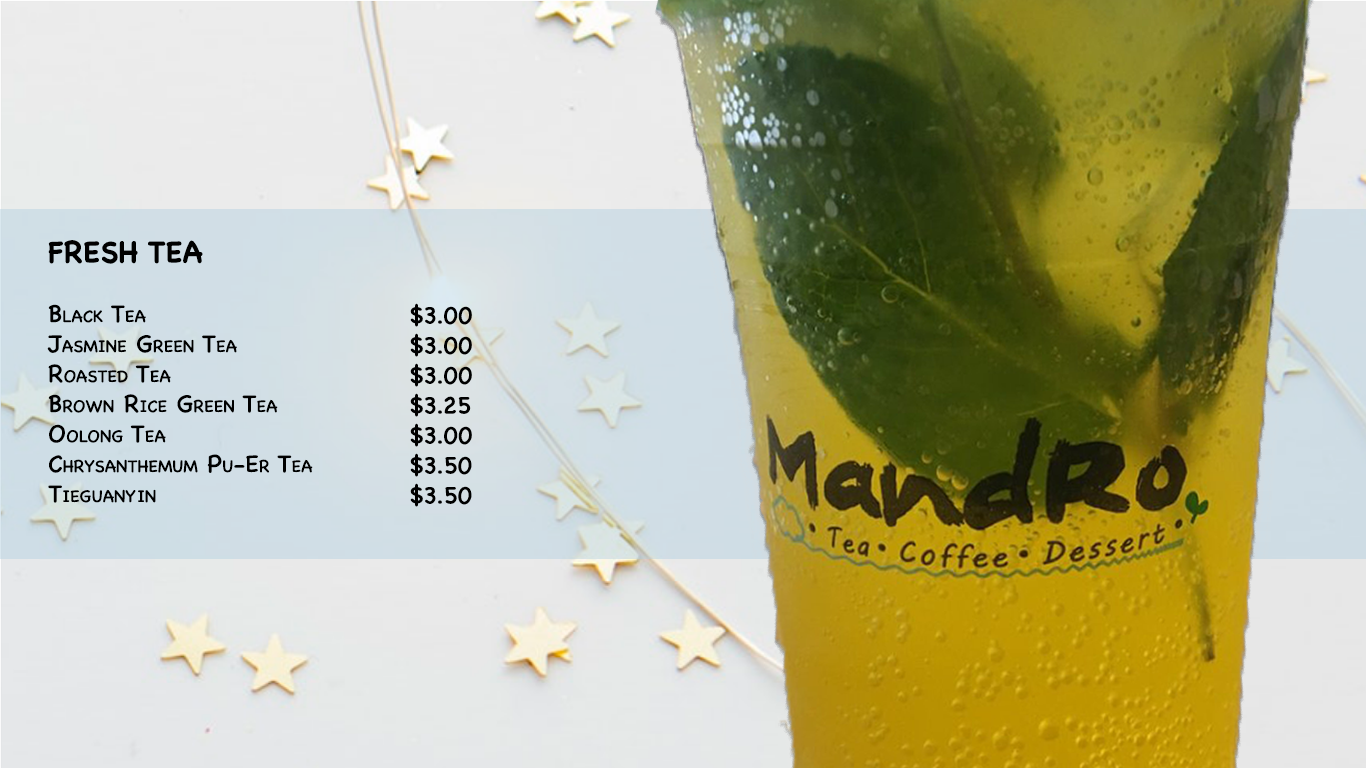 FRESH TEA
Black Tea $3.00
Jasmine Green Tea $3.00
Roasted Tea $3.00
Brown Rice Green Tea $3.25
Oolong Tea $3.00
Chrysanthemum Pu-Er Tea $3.50
Tieguanyin $3.50
MandRo
• Tea • Coffee • Dessert •